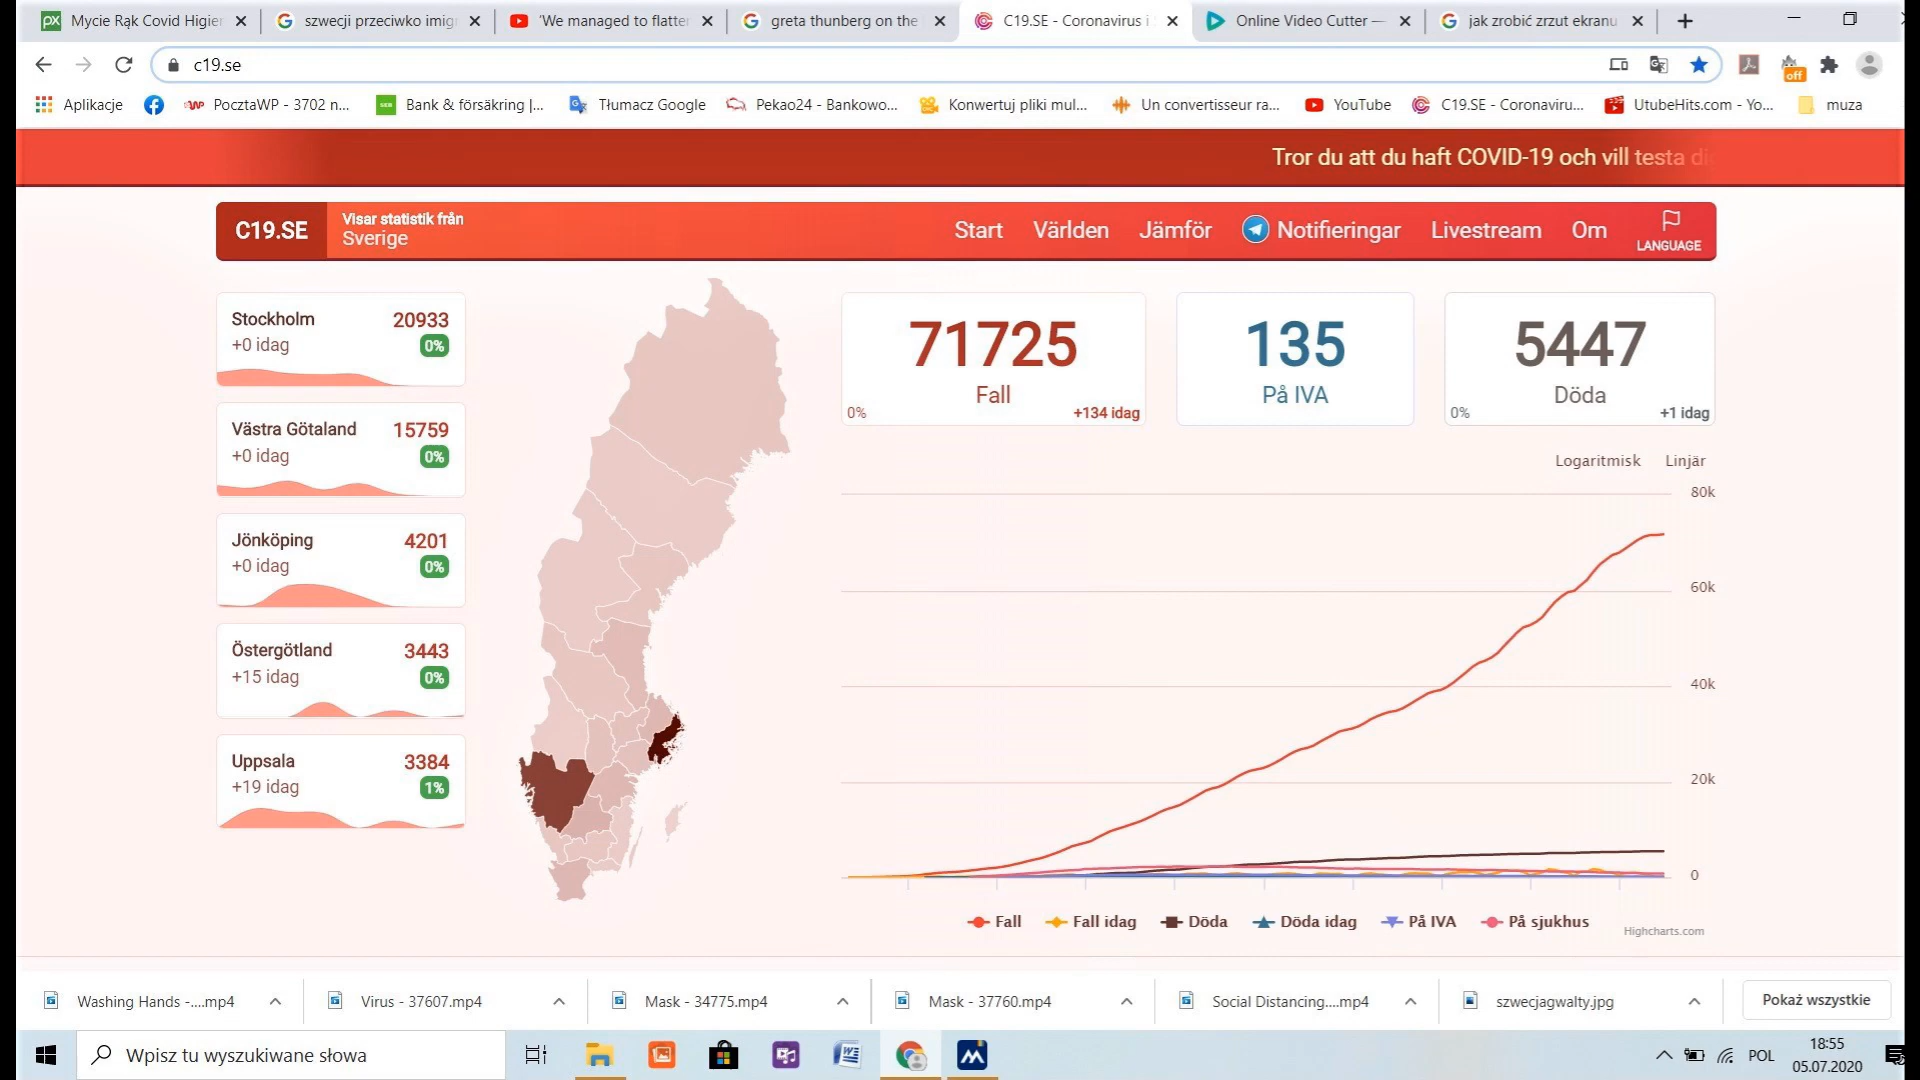 Mycie Rąk Covid Higier
szwecji przeciwko imigr
'We managed to flatter
greta thunberg on the
C19.SE - Coronavirus i
Online Video Cutter —
jak zrobić zrzut ekranu
c19.se
off
Aplikacje
PocztaWP - 3702 n...
Bank & försäkring |...
Tłumacz Google
Pekao24 - Bankowo...
Konwertuj pliki mul...
Un convertisseur ra...
YouTube
C19.SE - Coronaviru...
UtubeHits.com - Yo...
muza
Tror du att du haft COVID-19 och vill testa dig
C19.SE
Visar statistik från
Sverige
Start
Världen
Jämför
Notifieringar
Livestream
Om
LANGUAGE
Stockholm 20933
+0 idag 0%
Västra Götaland 15759
+0 idag 0%
Jönköping 4201
+0 idag 0%
Östergötland 3443
+15 idag 0%
Uppsala 3384
+19 idag 1%
71725
Fall
0% +134 idag
135
På IVA
5447
Döda
0% +1 idag
Logaritmisk Linjär
80k
60k
40k
20k
0
Fall
Fall idag
Döda
Döda idag
På IVA
På sjukhus
Highcharts.com
Washing Hands -....mp4
Virus - 37607.mp4
Mask - 34775.mp4
Mask - 37760.mp4
Social Distancing....mp4
szwecjagwalty.jpg
Pokaż wszystkie
Wpisz tu wyszukiwane słowa
POL
18:55
05.07.2020